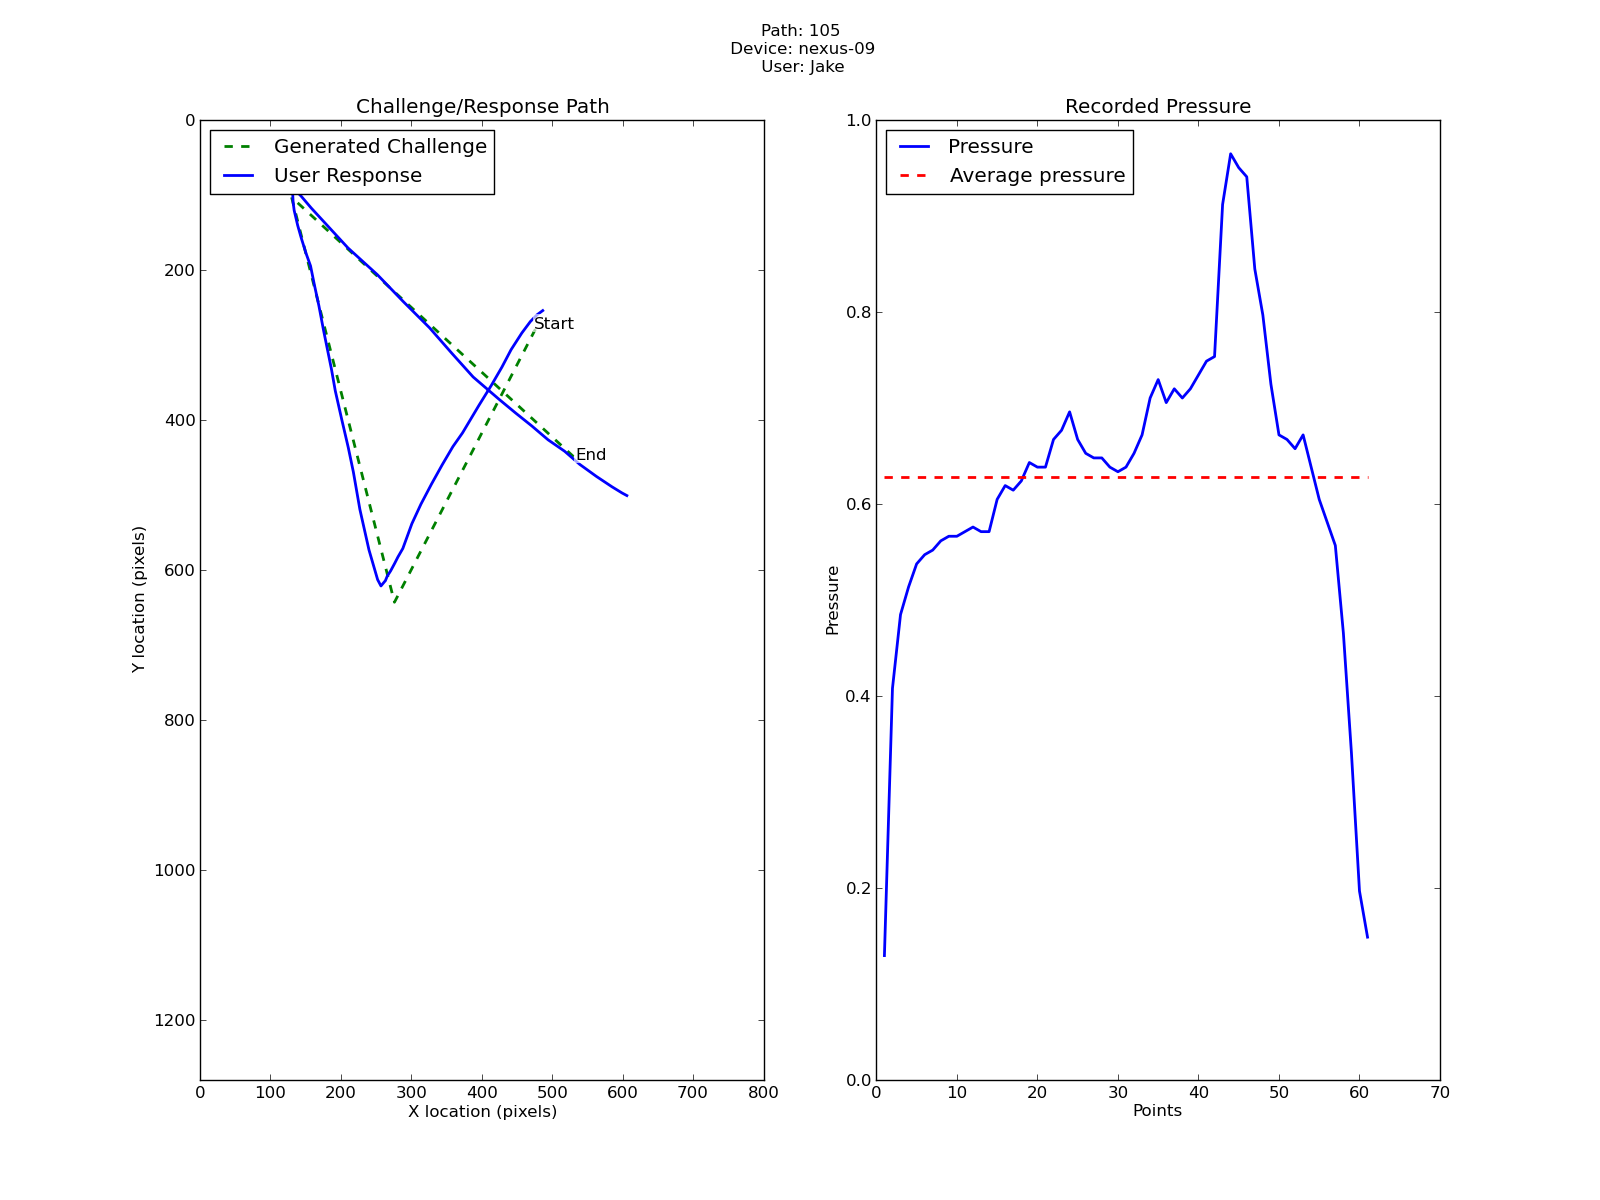 Path: 105
Device: nexus-09
User: Jake
Challenge/Response Path
Generated Challenge
User Response
Start
End
0
200
400
600
800
1000
1200
Y location (pixels)
0 100 200 300 400 500 600 700 800
X location (pixels)
Recorded Pressure
Pressure
Average pressure
1.0
0.8
0.6
0.4
0.2
0.0
Pressure
0 10 20 30 40 50 60 70
Points